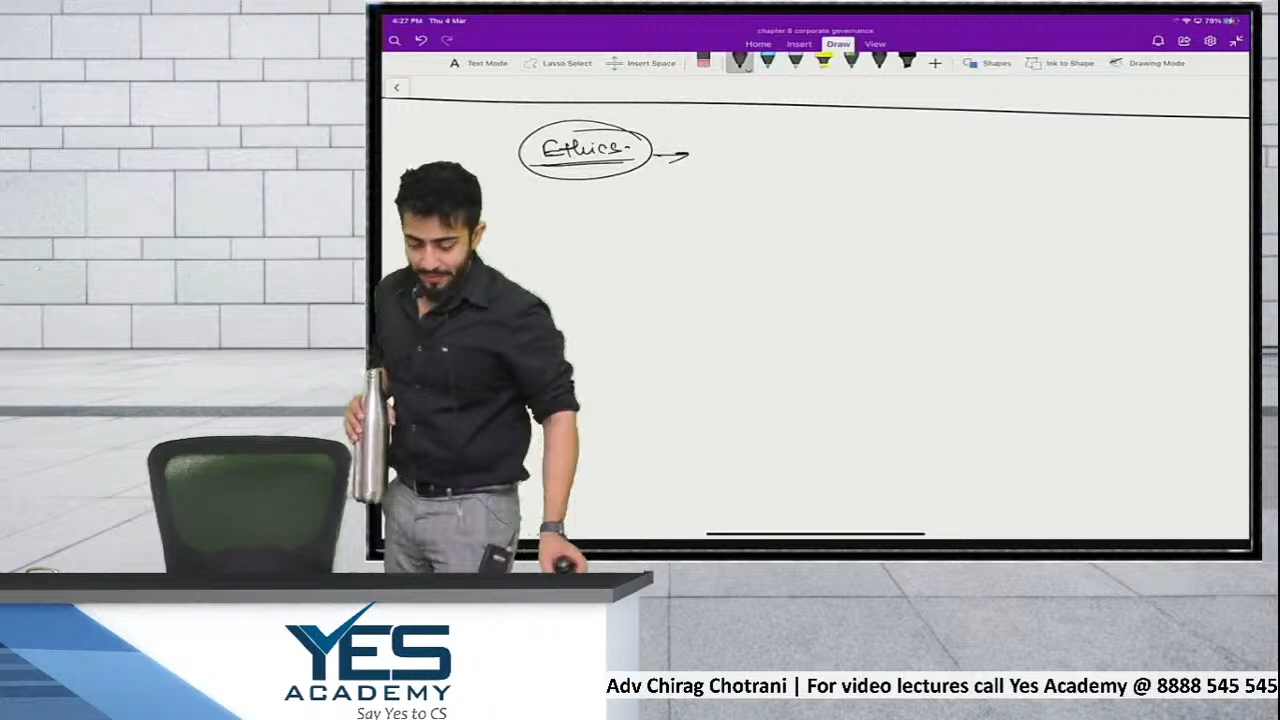 4:27 PM Thu 4 Mar
79%
chapter 6 corporate governance
Home Insert Draw View
Text Mode Lasso Select Insert Space Shapes Ink to Shape Drawing Mode
Ethics
YES
ACADEMY
Say Yes to CS
Adv Chirag Chotrani | For video lectures call Yes Academy @ 8888 545 545